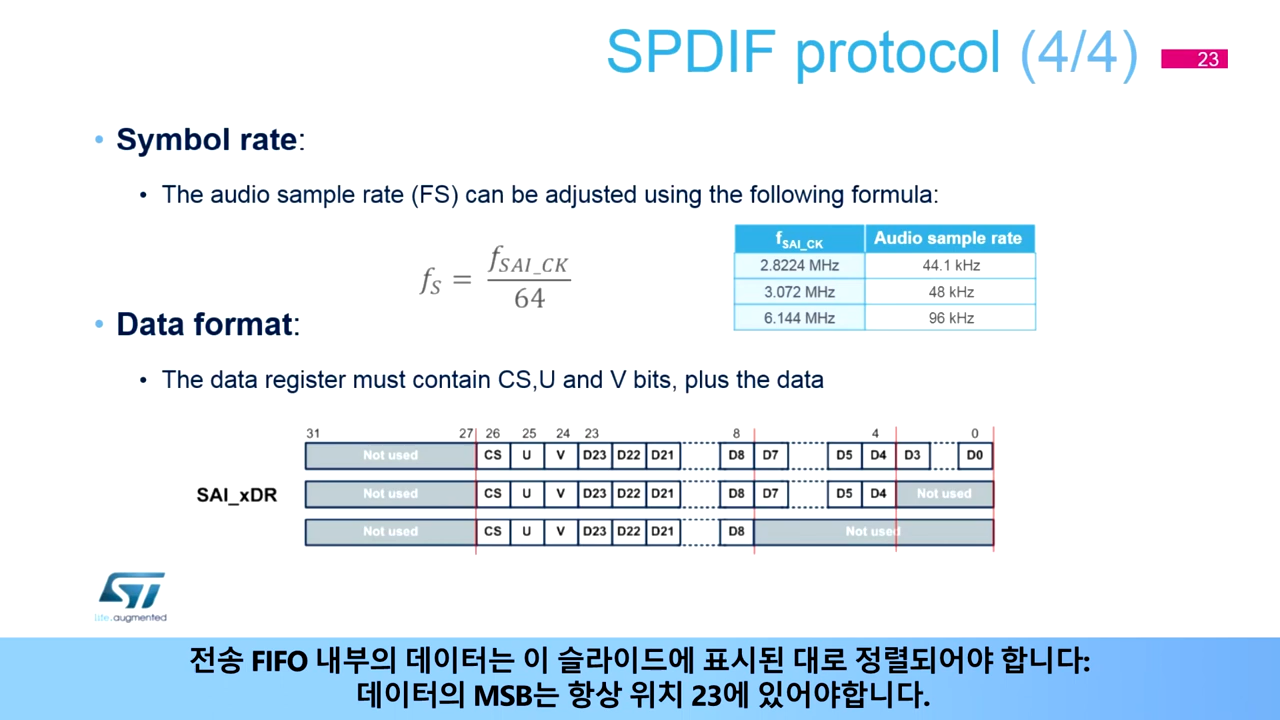 SPDIF protocol (4/4)
23
• Symbol rate:
• The audio sample rate (FS) can be adjusted using the following formula:
fS = fSAI_CK / 64
fSAI_CK Audio sample rate
2.8224 MHz 44.1 kHz
3.072 MHz 48 kHz
6.144 MHz 96 kHz
• Data format:
• The data register must contain CS,U and V bits, plus the data
31 27 26 25 24 23 8 4 0
Not used CS U V D23 D22 D21 D8 D7 D5 D4 D3 D0
SAI_xDR
Not used CS U V D23 D22 D21 D8 D7 D5 D4 Not used
Not used CS U V D23 D22 D21 D8 Not used
ST
life.augmented
전송 FIFO 내부의 데이터는 이 슬라이드에 표시된 대로 정렬되어야 합니다:
데이터의 MSB는 항상 위치 23에 있어야합니다.